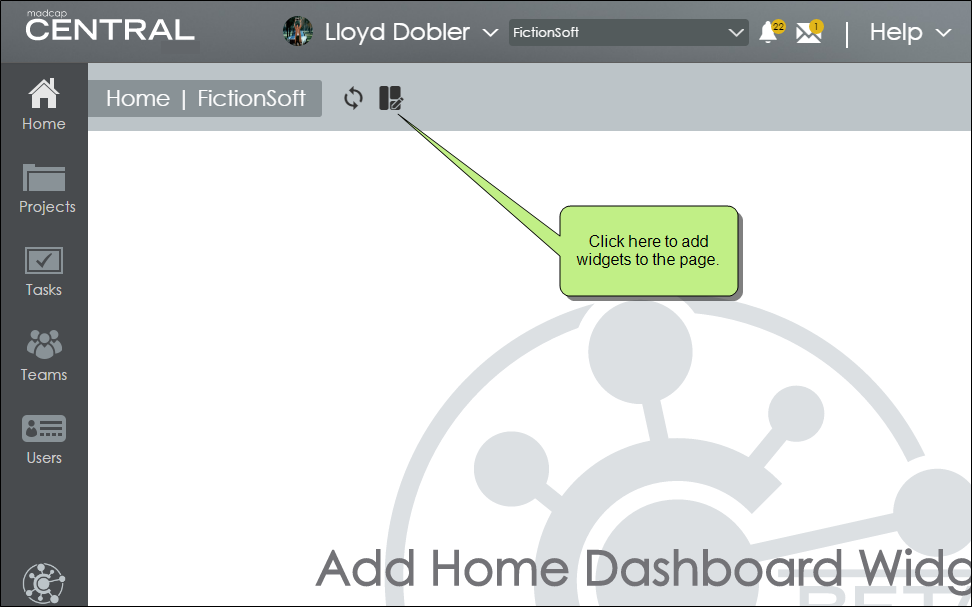 madcap
CENTRAL
Lloyd Dobler
FictionSoft
22
1
|
Help
Home | FictionSoft
Home
Projects
Tasks
Teams
Users
Click here to add
widgets to the page.
Add Home Dashboard Widg
BETA